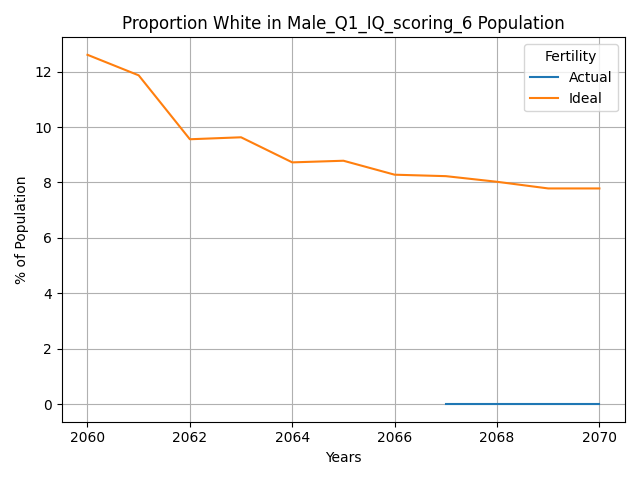 Proportion White in Male_Q1_IQ_scoring_6 Population
Fertility
Actual
Ideal
% of Population
12
10
8
6
4
2
0
2060
2062
2064
2066
2068
2070
Years